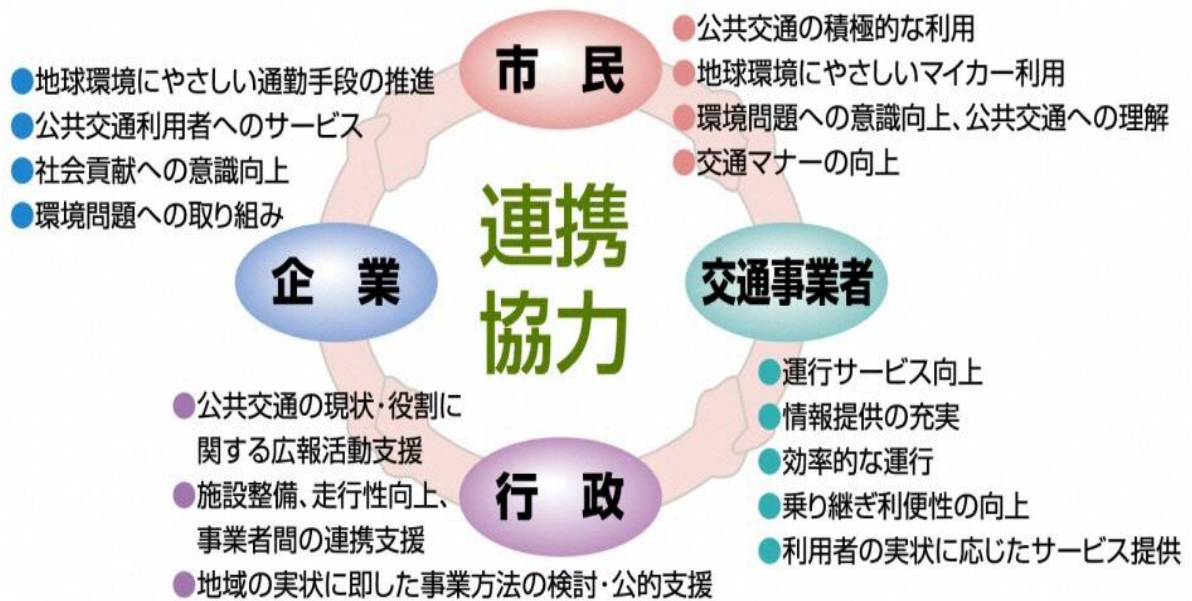 市民
●公共交通の積極的な利用
●地球環境にやさしいマイカー利用
●環境問題への意識向上、公共交通への理解
●交通マナーの向上
●地球環境にやさしい通勤手段の推進
●公共交通利用者へのサービス
●社会貢献への意識向上
●環境問題への取り組み
企業
連携
協力
交通事業者
●運行サービス向上
●情報提供の充実
●効率的な運行
●乗り継ぎ利便性の向上
●利用者の実状に応じたサービス提供
●公共交通の現状・役割に
関する広報活動支援
●施設整備、走行性向上、
事業者間の連携支援
●地域の実状に即した事業方法の検討・公的支援
行政